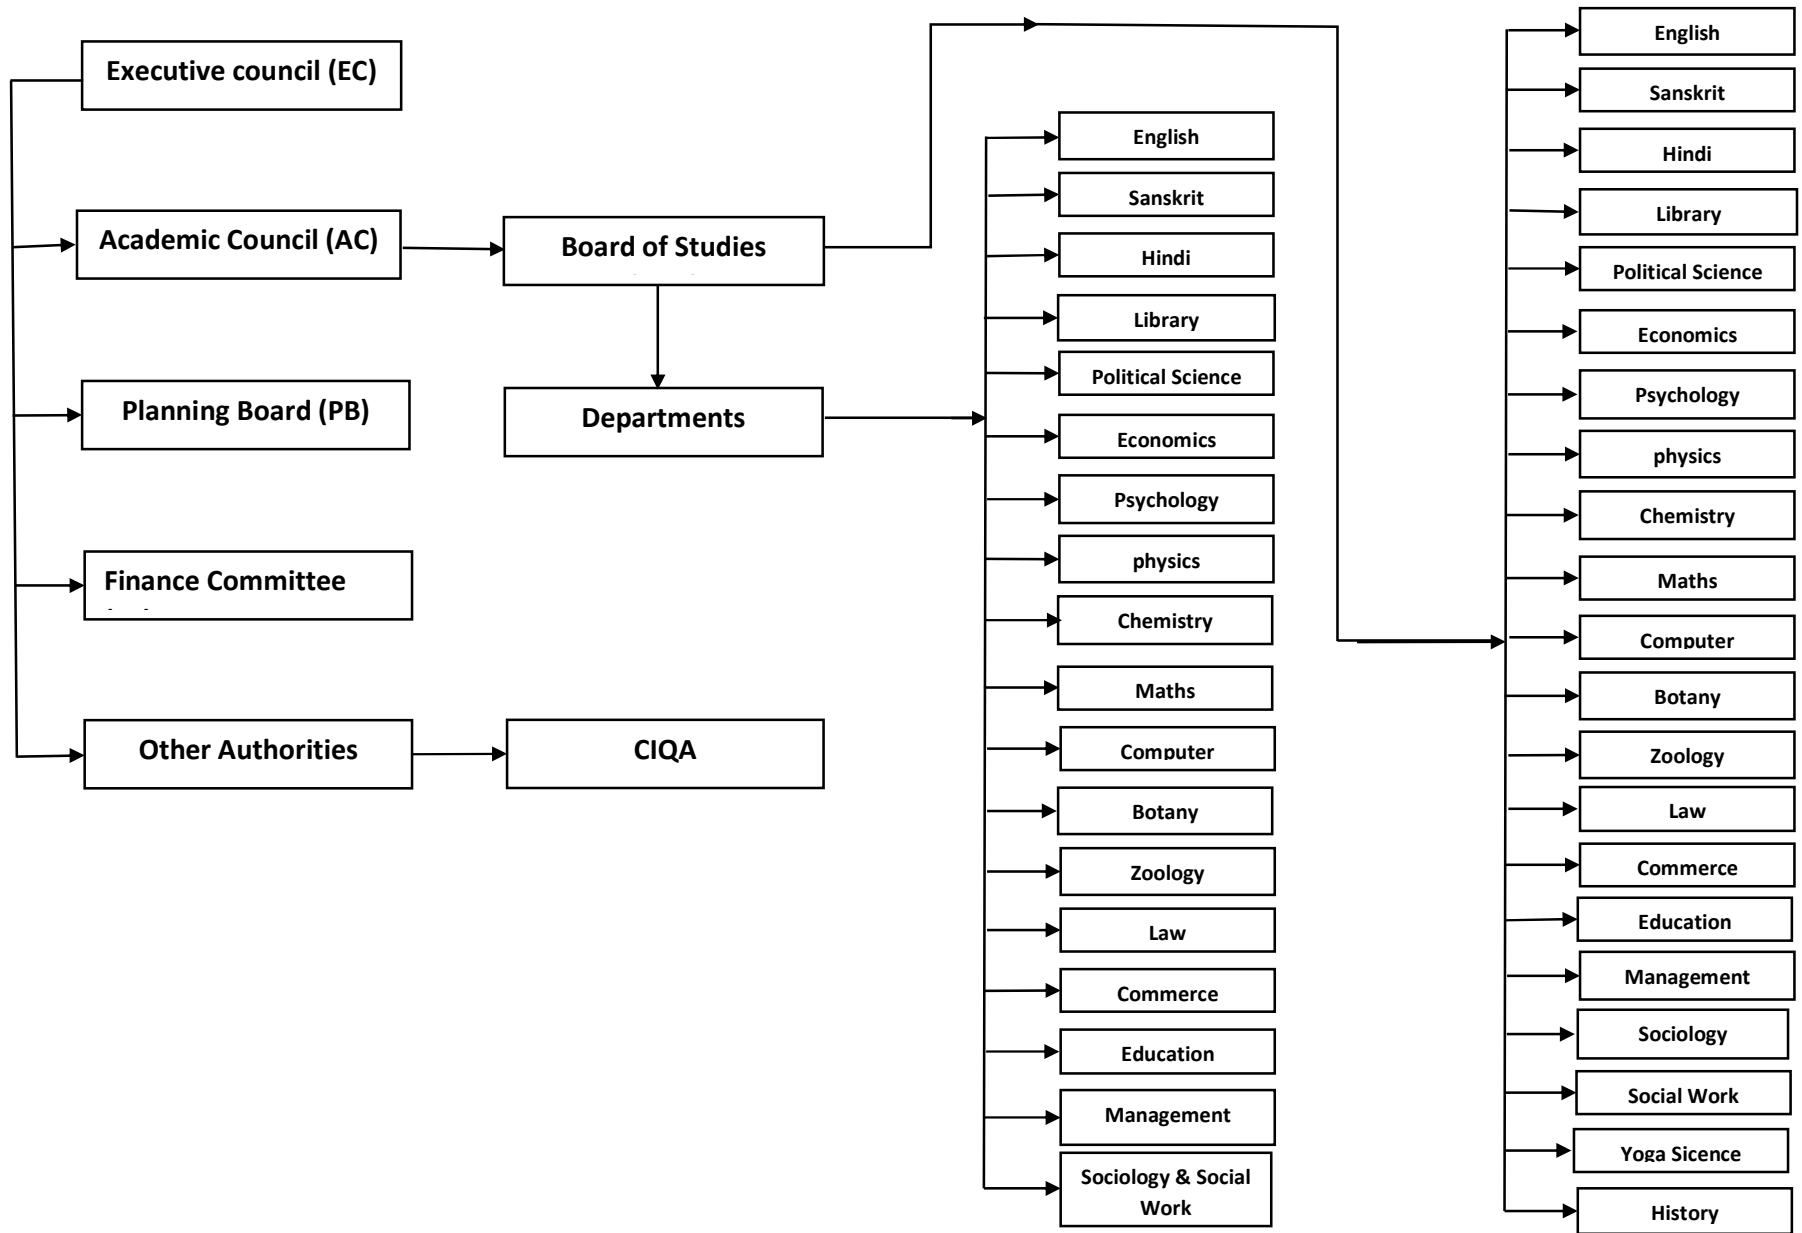 Executive council (EC)
Academic Council (AC)
Planning Board (PB)
Finance Committee
Other Authorities
Board of Studies
Departments
CIQA
English
Sanskrit
Hindi
Library
Political Science
Economics
Psychology
physics
Chemistry
Maths
Computer
Botany
Zoology
Law
Commerce
Education
Management
Sociology & Social
Work
English
Sanskrit
Hindi
Library
Political Science
Economics
Psychology
physics
Chemistry
Maths
Computer
Botany
Zoology
Law
Commerce
Education
Management
Sociology
Social Work
Yoga Sicence
History